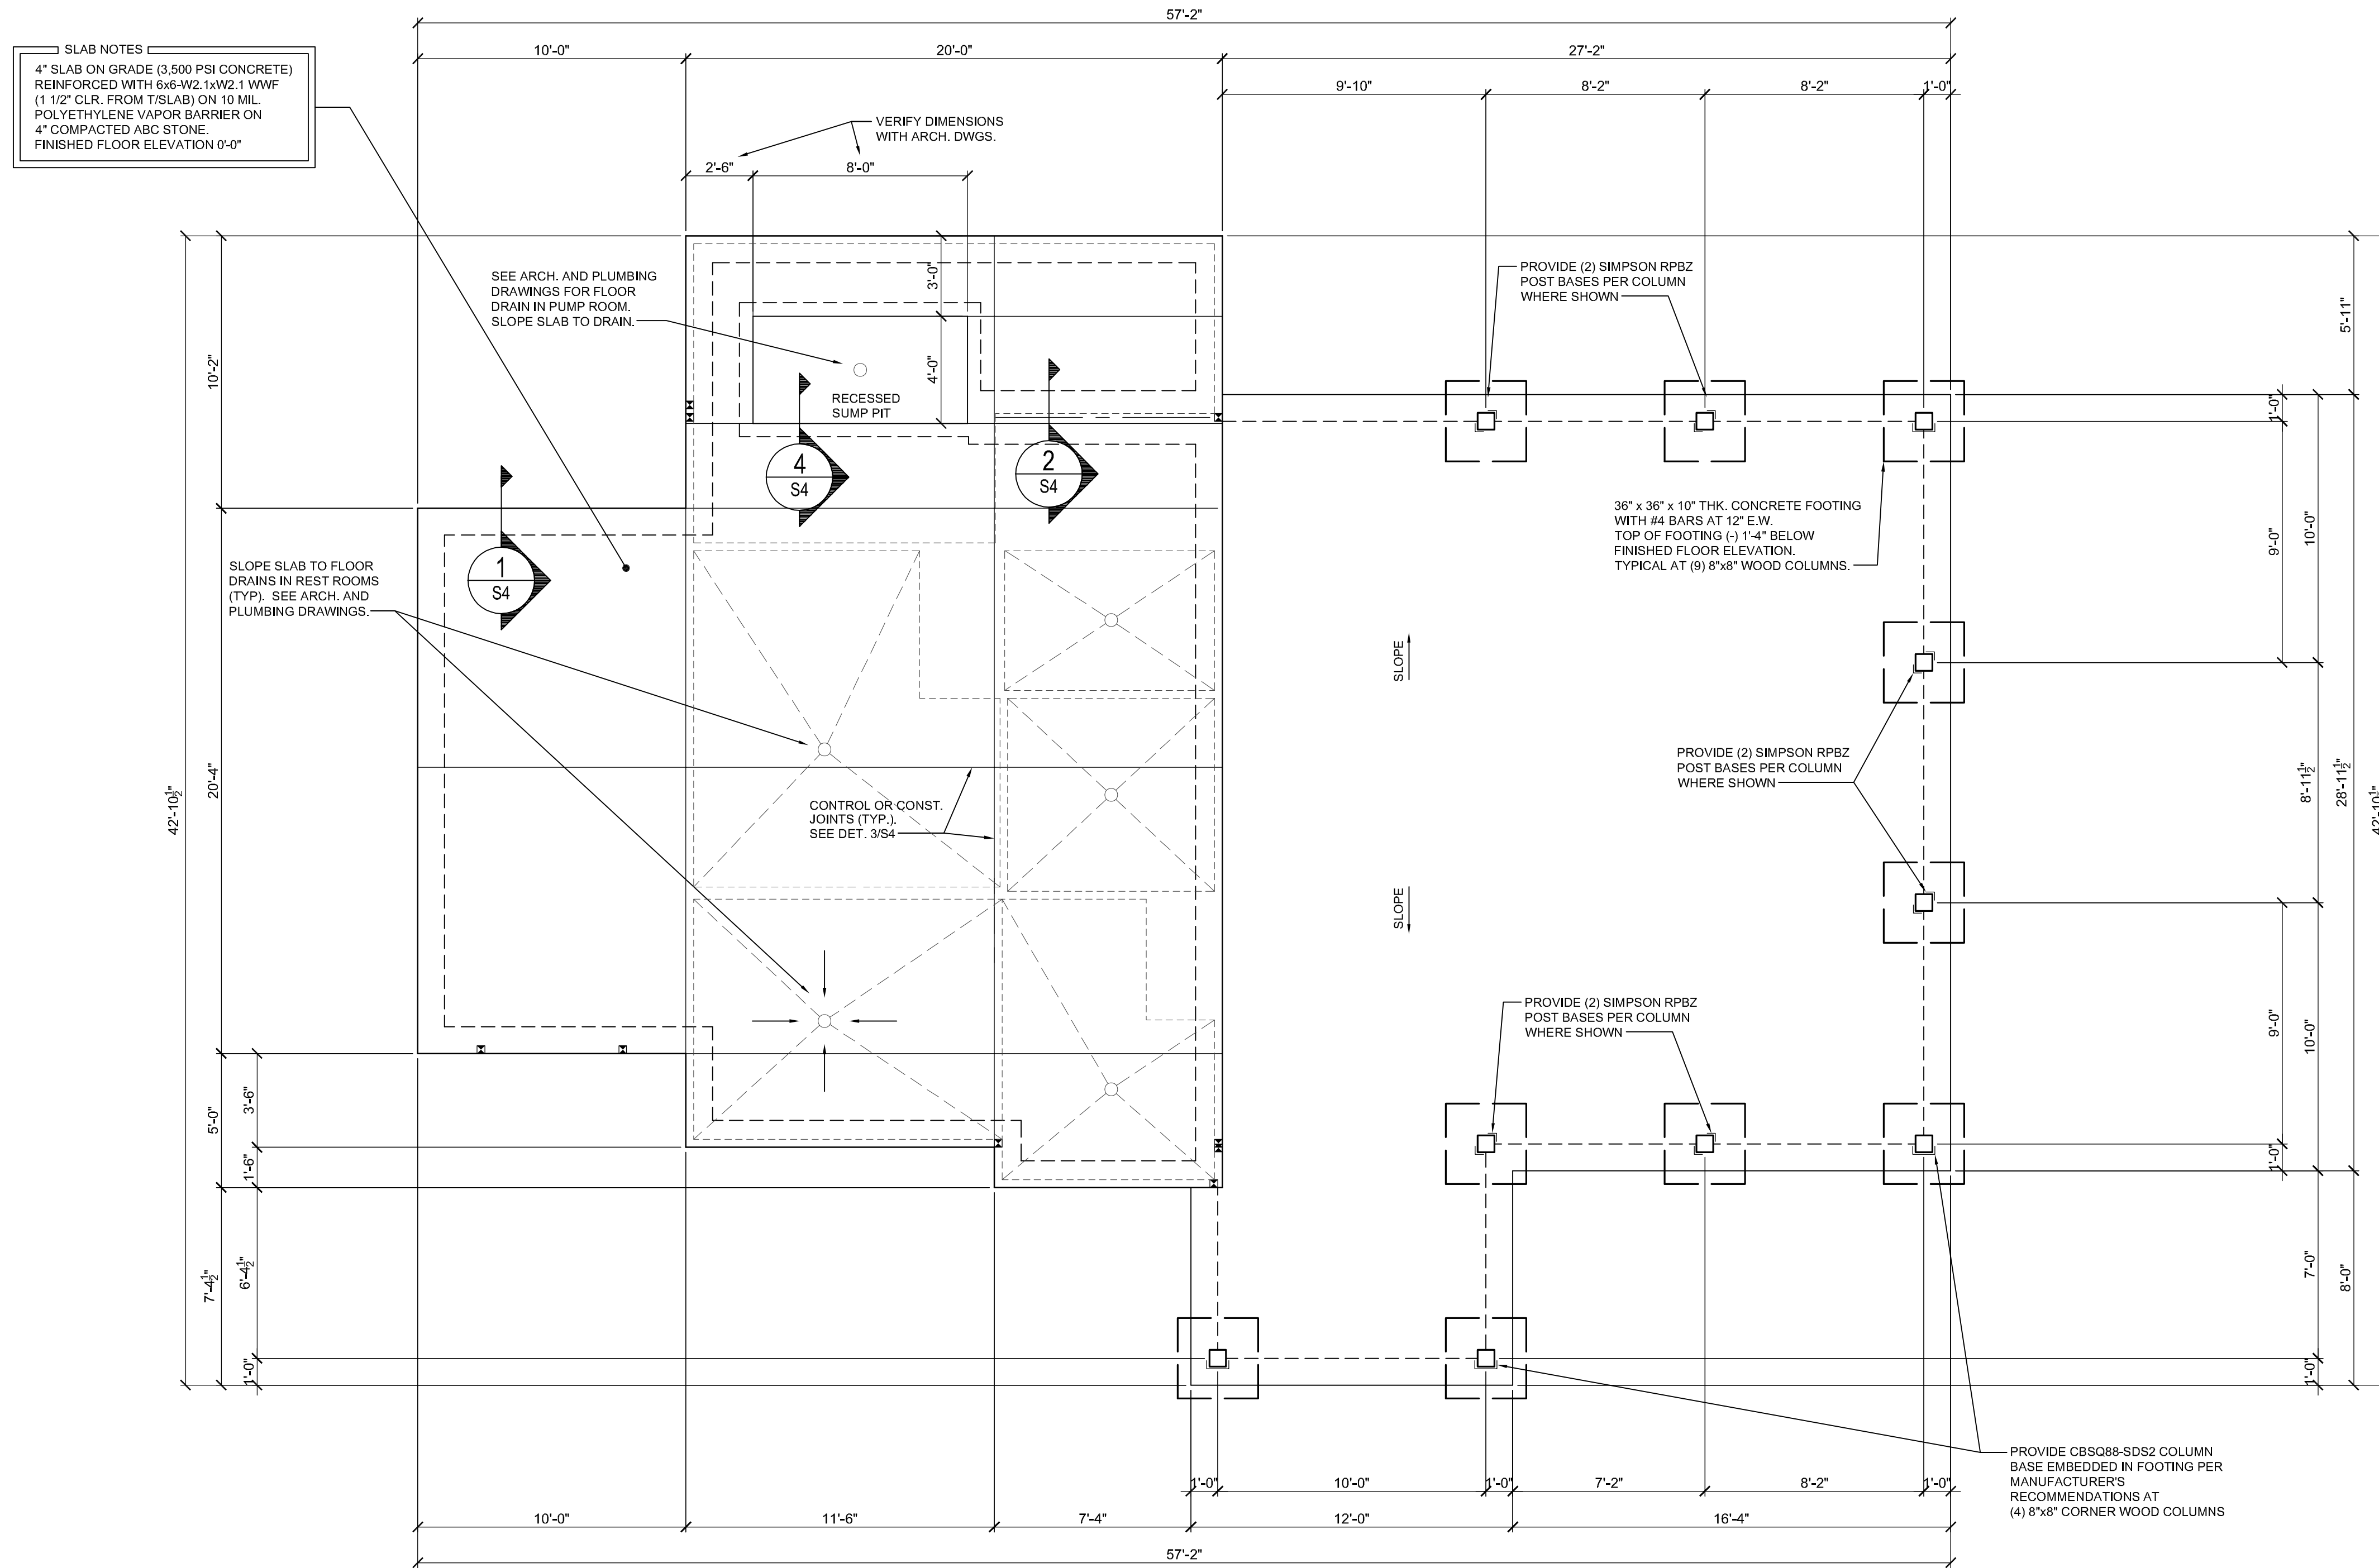 57'-2"
10'-0"
20'-0"
27'-2"
9'-10"
8'-2"
8'-2"
1'-0"
SLAB NOTES
4" SLAB ON GRADE (3,500 PSI CONCRETE)
REINFORCED WITH 6x6-W2.1xW2.1 WWF
(1 1/2" CLR. FROM T/SLAB) ON 10 MIL.
POLYETHYLENE VAPOR BARRIER ON
4" COMPACTED ABC STONE.
FINISHED FLOOR ELEVATION 0'-0"
VERIFY DIMENSIONS
WITH ARCH. DWGS.
2'-6"
8'-0"
SEE ARCH. AND PLUMBING
DRAWINGS FOR FLOOR
DRAIN IN PUMP ROOM.
SLOPE SLAB TO DRAIN.
3'-0"
4'-0"
RECESSED
SUMP PIT
PROVIDE (2) SIMPSON RPBZ
POST BASES PER COLUMN
WHERE SHOWN
5'-11"
10'-2"
1'-0"
4
S4
2
S4
36" x 36" x 10" THK. CONCRETE FOOTING
WITH #4 BARS AT 12" E.W.
TOP OF FOOTING (-) 1'-4" BELOW
FINISHED FLOOR ELEVATION.
TYPICAL AT (9) 8"x8" WOOD COLUMNS.
9'-0"
10'-0"
1
S4
SLOPE SLAB TO FLOOR
DRAINS IN REST ROOMS
(TYP). SEE ARCH. AND
PLUMBING DRAWINGS.
SLOPE
PROVIDE (2) SIMPSON RPBZ
POST BASES PER COLUMN
WHERE SHOWN
42'-10½"
20'-4"
CONTROL OR CONST.
JOINTS (TYP.).
SEE DET. 3/S4
8'-11½"
28'-11½"
42'-10½"
SLOPE
PROVIDE (2) SIMPSON RPBZ
POST BASES PER COLUMN
WHERE SHOWN
9'-0"
10'-0"
5'-0"
3'-6"
1'-6"
1'-0"
7'-4½"
6'-4½"
1'-0"
7'-0"
8'-0"
1'-0"
PROVIDE CBSQ88-SDS2 COLUMN
BASE EMBEDDED IN FOOTING PER
MANUFACTURER'S
RECOMMENDATIONS AT
(4) 8"x8" CORNER WOOD COLUMNS
1'-0"
10'-0"
1'-0"
7'-2"
8'-2"
1'-0"
10'-0"
11'-6"
7'-4"
12'-0"
16'-4"
57'-2"